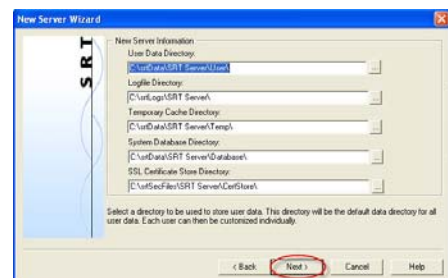 New Server Wizard
SRT
New Server Information
User Data Directory:
C:\srtData\SRT Server\User\
...
Logfile Directory:
C:\srtLogs\SRT Server\
...
Temporary Cache Directory:
C:\srtData\SRT Server\Temp\
...
System Database Directory:
C:\srtData\SRT Server\Database\
...
SSL Certificate Store Directory:
C:\srtSecFiles\SRT Server\CertStore\
...
Select a directory to be used to store user data. This directory will be the default data directory for all
user data. Each user can then be customized individually.
< Back
Next >
Cancel
Help